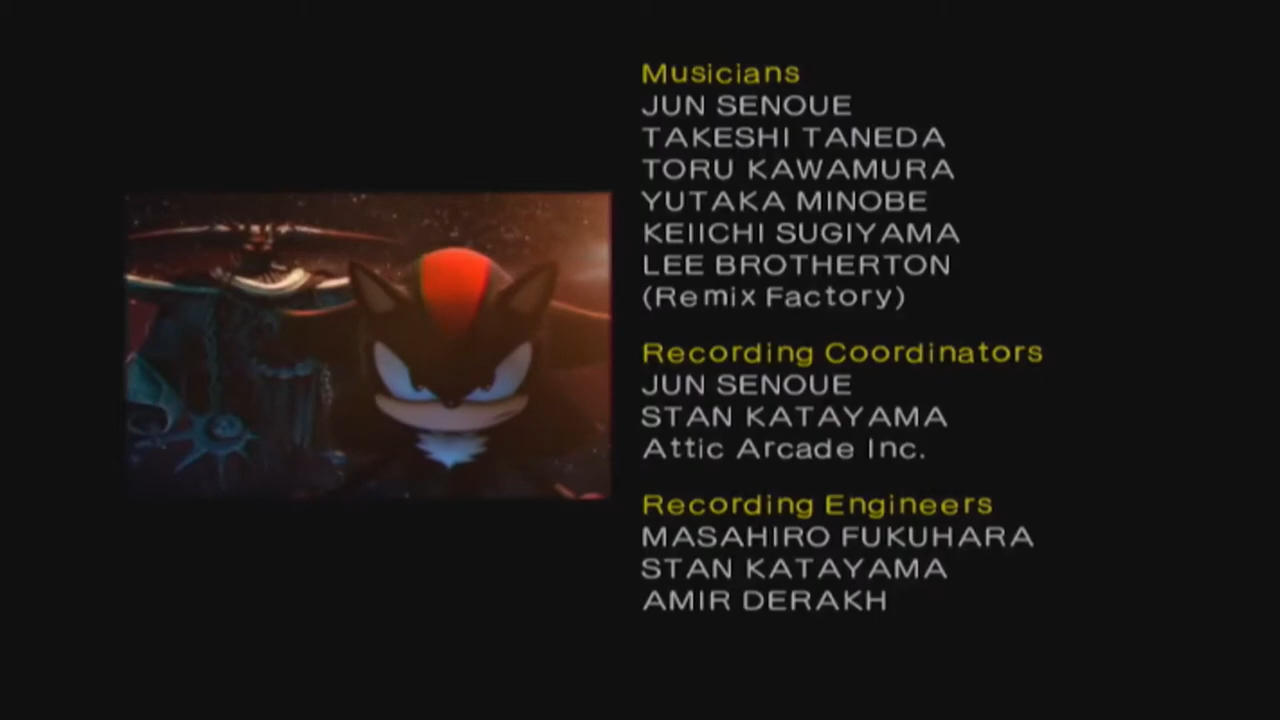 Musicians
JUN SENOUE
TAKESHI TANEDA
TORU KAWAMURA
YUTAKA MINOBE
KEIICHI SUGIYAMA
LEE BROTHERTON
(Remix Factory)
Recording Coordinators
JUN SENOUE
STAN KATAYAMA
Attic Arcade Inc.
Recording Engineers
MASAHIRO FUKUHARA
STAN KATAYAMA
AMIR DERAKH